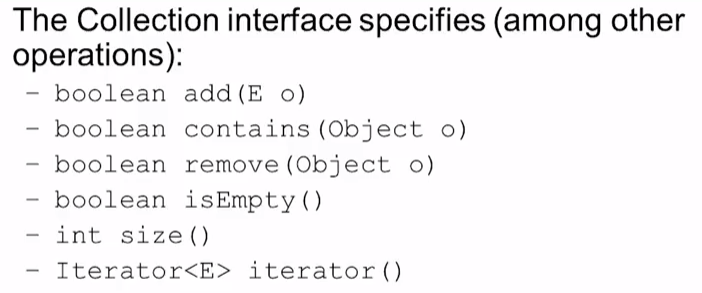 The Collection interface specifies (among other
operations):
– boolean add(E o)
– boolean contains(Object o)
– boolean remove(Object o)
– boolean isEmpty()
– int size()
– Iterator<E> iterator()